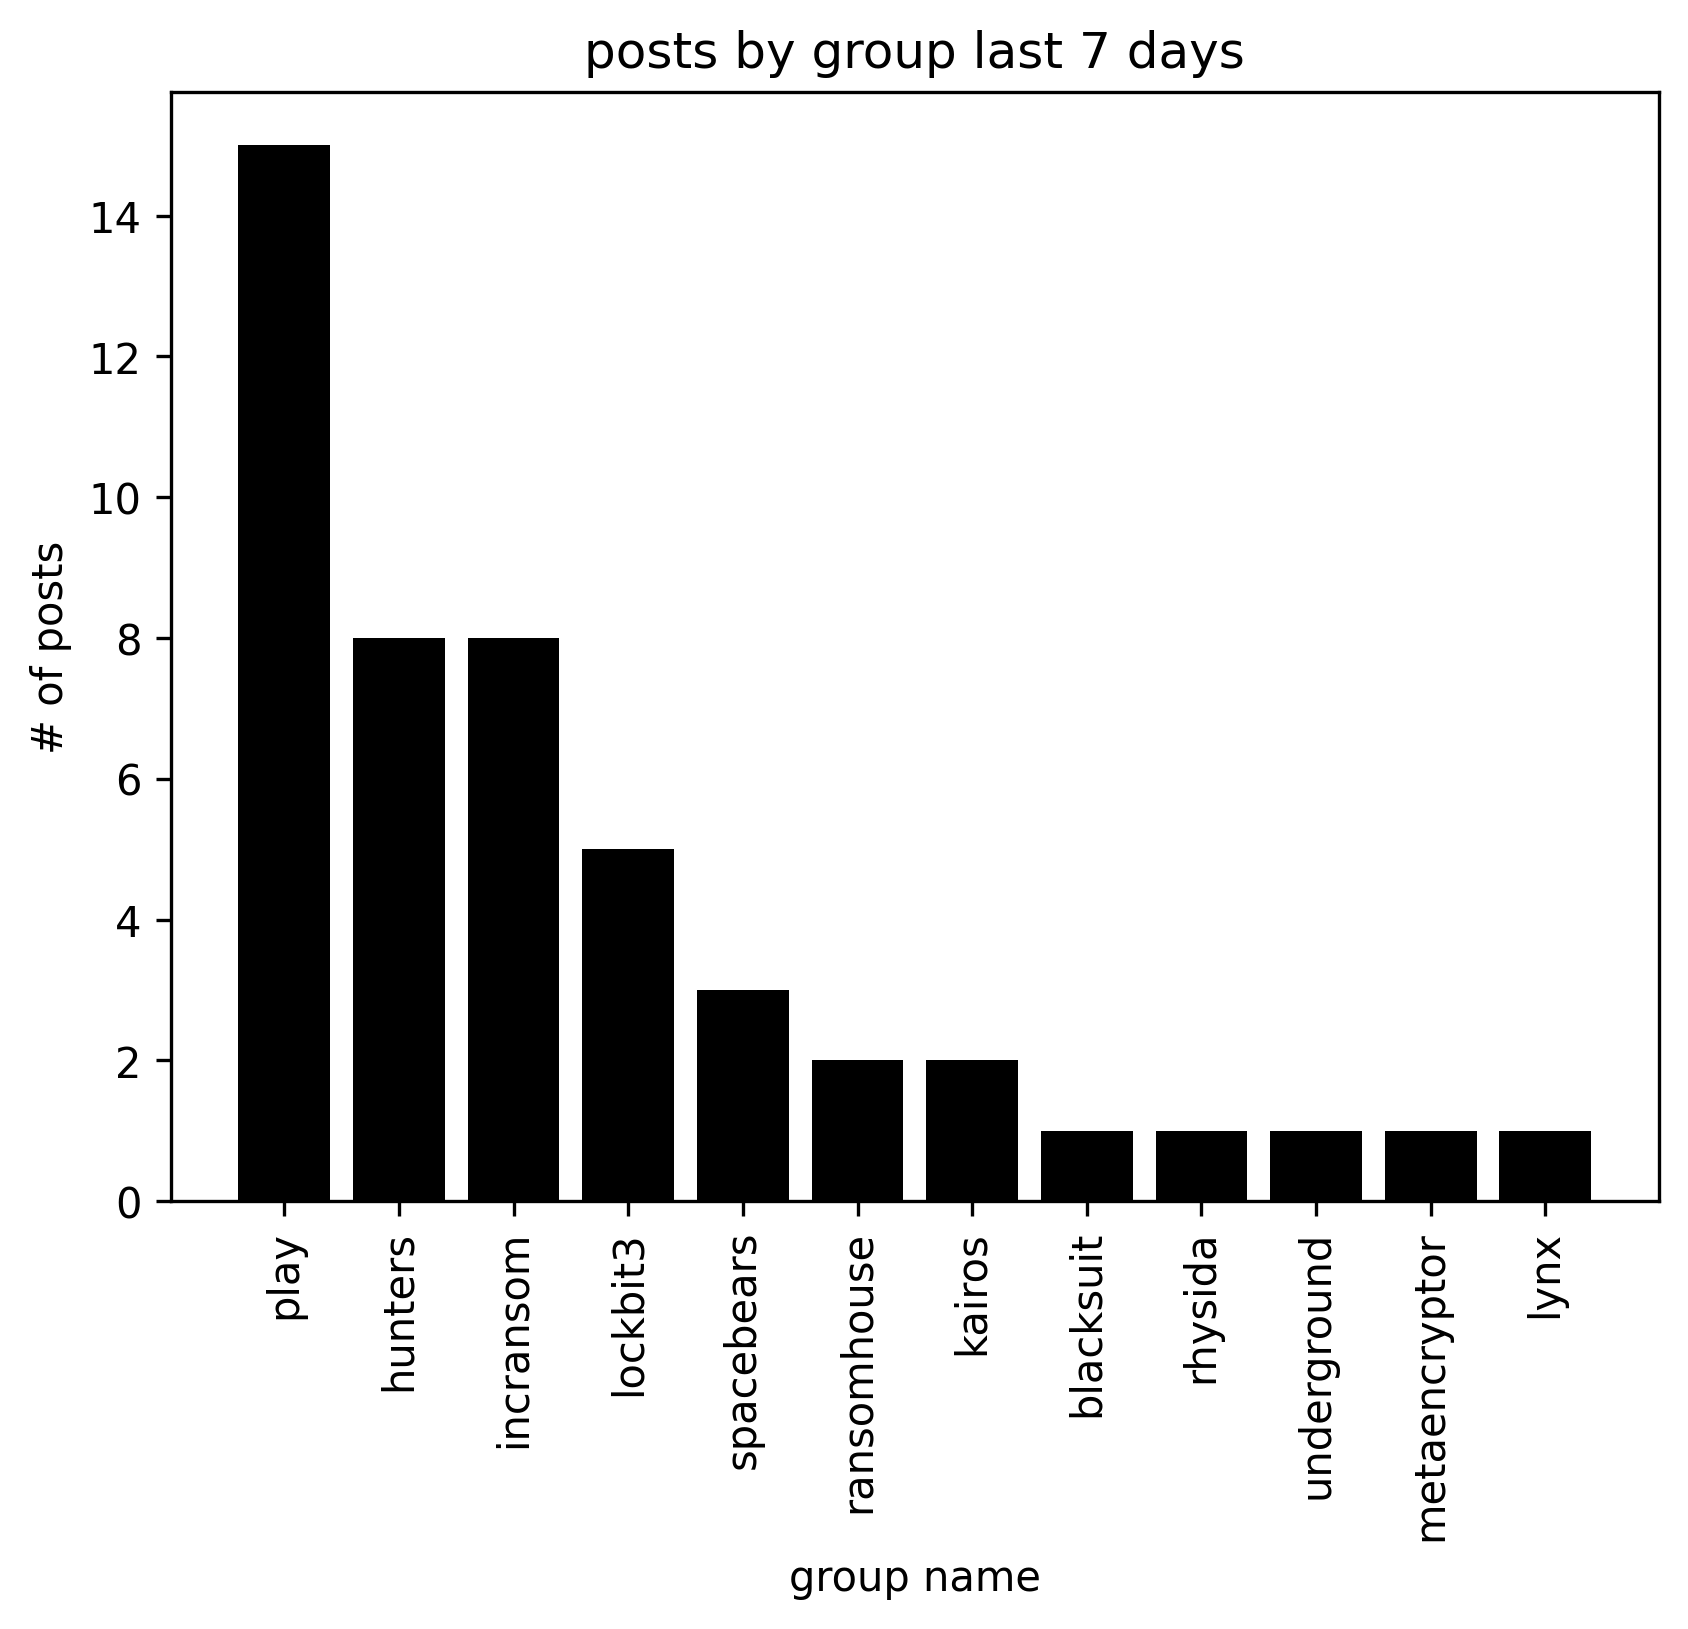 posts by group last 7 days
# of posts
14
12
10
8
6
4
2
0
play
hunters
incransom
lockbit3
spacebears
ransomhouse
kairos
blacksuit
rhysida
underground
metaencryptor
lynx
group name